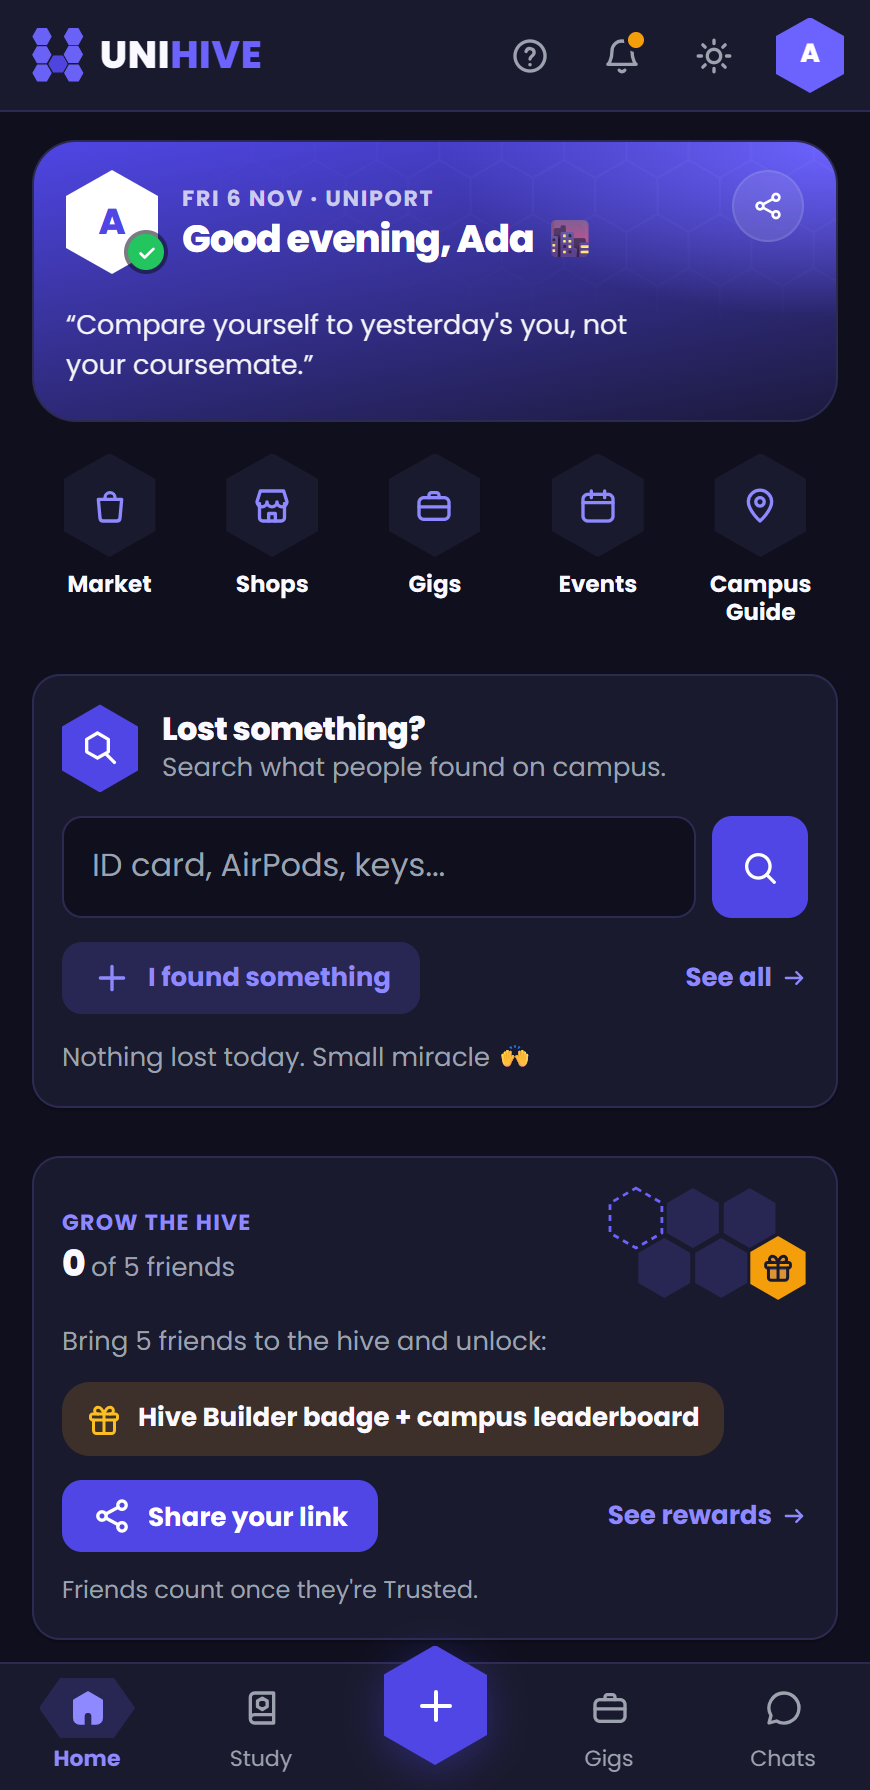 UNIHIVE
A
A
FRI 6 NOV · UNIPORT
Good evening, Ada 🌆
“Compare yourself to yesterday's you, not
your coursemate.”
Market
Shops
Gigs
Events
Campus
Guide
Lost something?
Search what people found on campus.
ID card, AirPods, keys...
I found something
See all →
Nothing lost today. Small miracle 🙌
GROW THE HIVE
0 of 5 friends
Bring 5 friends to the hive and unlock:
Hive Builder badge + campus leaderboard
Share your link
See rewards →
Friends count once they're Trusted.
Home
Study
Gigs
Chats